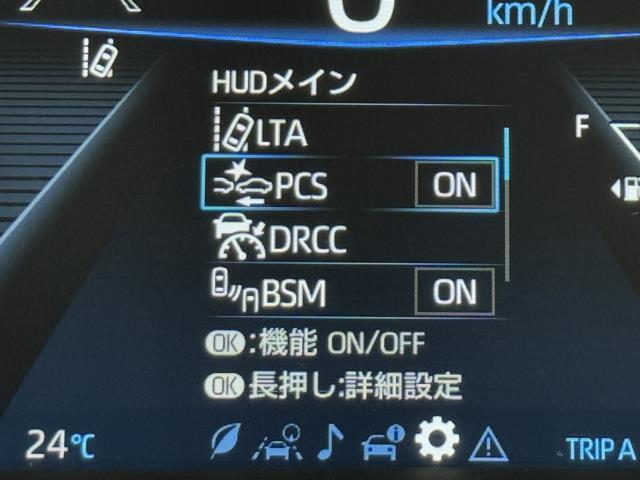 0
km/h
HUDメイン
LTA
F
PCS ON
DRCC
BSM ON
OK:機能 ON/OFF
OK長押し:詳細設定
24℃
TRIP A